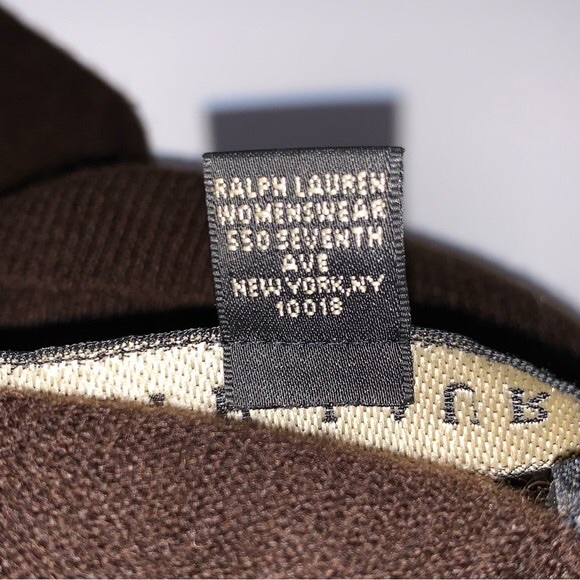 RALPH LAUREN
WOMENSWEAR
550 SEVENTH
AVE
NEW YORK, NY
10018